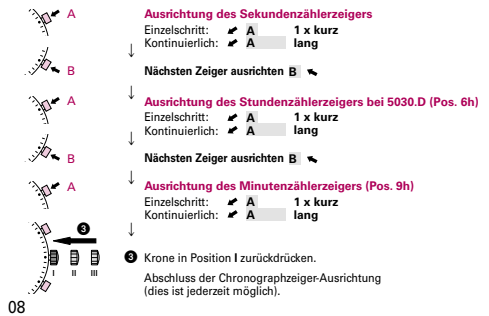 A
Ausrichtung des Sekundenzählerzeigers
Einzelschritt: A 1 x kurz
Kontinuierlich: A lang
B
Nächsten Zeiger ausrichten B
A
Ausrichtung des Stundenzählerzeigers bei 5030.D (Pos. 6h)
Einzelschritt: A 1 x kurz
Kontinuierlich: A lang
B
Nächsten Zeiger ausrichten B
A
Ausrichtung des Minutenzählerzeigers (Pos. 9h)
Einzelschritt: A 1 x kurz
Kontinuierlich: A lang
3
I II III
3 Krone in Position I zurückdrücken.
Abschluss der Chronographzeiger-Ausrichtung
(dies ist jederzeit möglich).
08